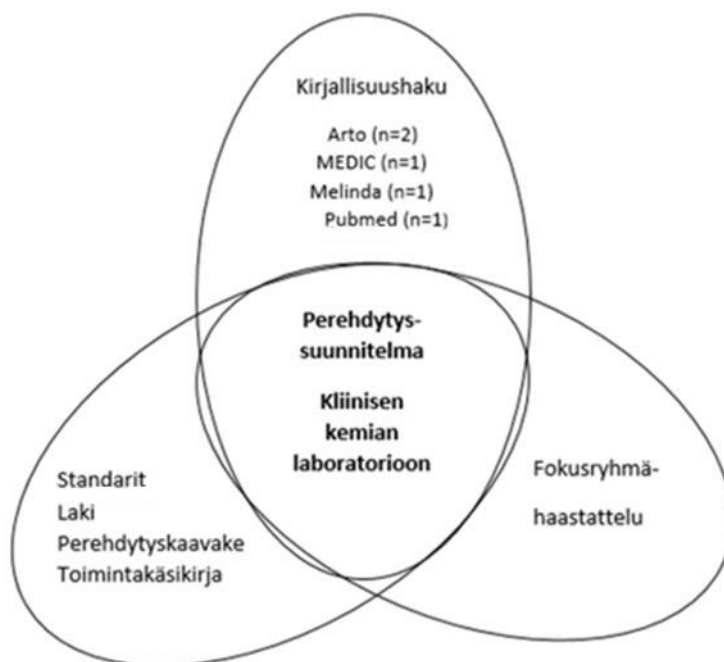 Kirjallisuushaku
Arto (n=2)
MEDIC (n=1)
Melinda (n=1)
Pubmed (n=1)
Perehdytys-
suunnitelma
Kliinisen
kemian
laboratorioon
Standarit
Laki
Perehdytyskaavake
Toimintakäsikirja
Fokusryhmä-
haastattelu